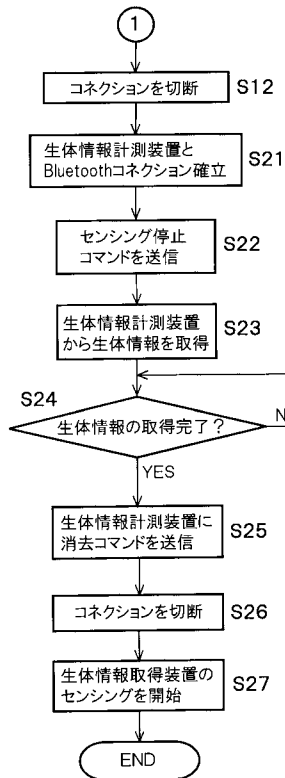 1
コネクションを切断 S12
生体情報計測装置と
Bluetoothコネクション確立 S21
センシング停止
コマンドを送信 S22
生体情報計測装置
から生体情報を取得 S23
S24
生体情報の取得完了？ N
YES
生体情報計測装置に
消去コマンドを送信 S25
コネクションを切断 S26
生体情報取得装置の
センシングを開始 S27
END